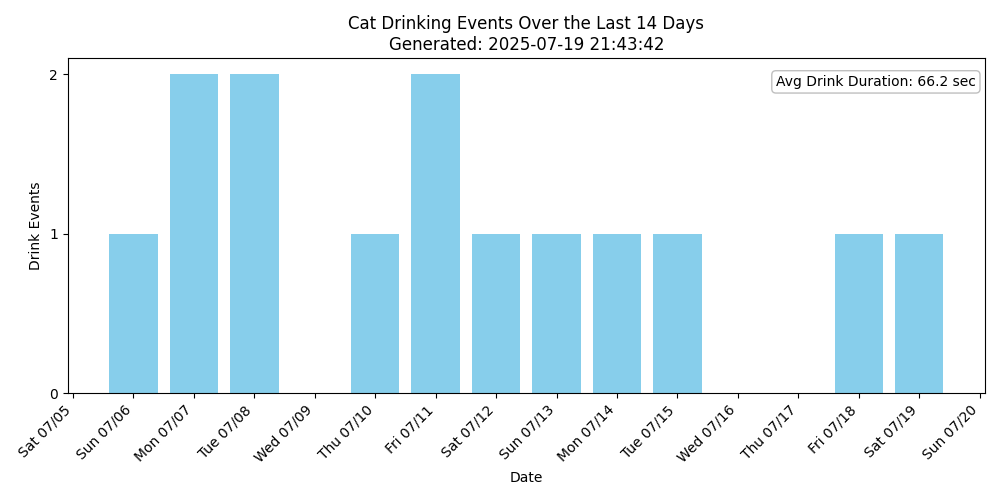 Cat Drinking Events Over the Last 14 Days
Generated: 2025-07-19 21:43:42
Avg Drink Duration: 66.2 sec
Drink Events
2
1
0
Sat 07/05
Sun 07/06
Mon 07/07
Tue 07/08
Wed 07/09
Thu 07/10
Fri 07/11
Sat 07/12
Sun 07/13
Mon 07/14
Tue 07/15
Wed 07/16
Thu 07/17
Fri 07/18
Sat 07/19
Sun 07/20
Date